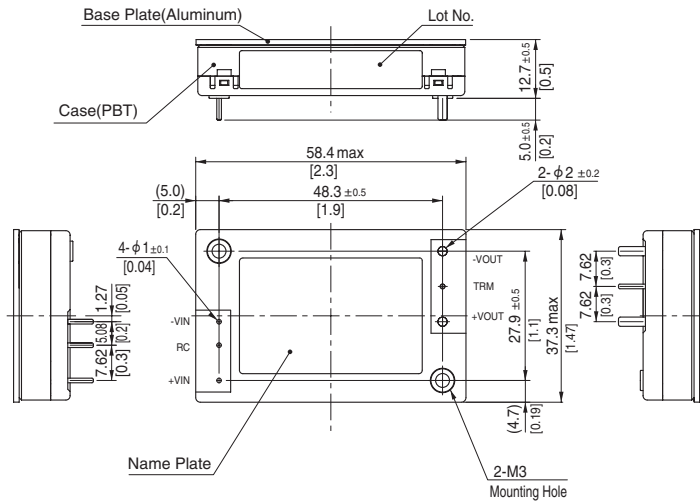 Base Plate(Aluminum)
Lot No.
Case(PBT)
12.7 ±0.5
[0.5]
5.0±0.5
[0.2]
58.4 max
[2.3]
(5.0)
[0.2]
48.3 ±0.5
[1.9]
2-φ2 ±0.2
[0.08]
4-φ1±0.1
[0.04]
1.27
[0.05]
5.08
[0.2]
7.62
[0.3]
-VIN
RC
+VIN
-VOUT
TRM
+VOUT
27.9 ±0.5
[1.1]
37.3 max
[1.47]
7.62
[0.3]
7.62
[0.3]
(4.7)
[0.19]
Name Plate
2-M3
Mounting Hole